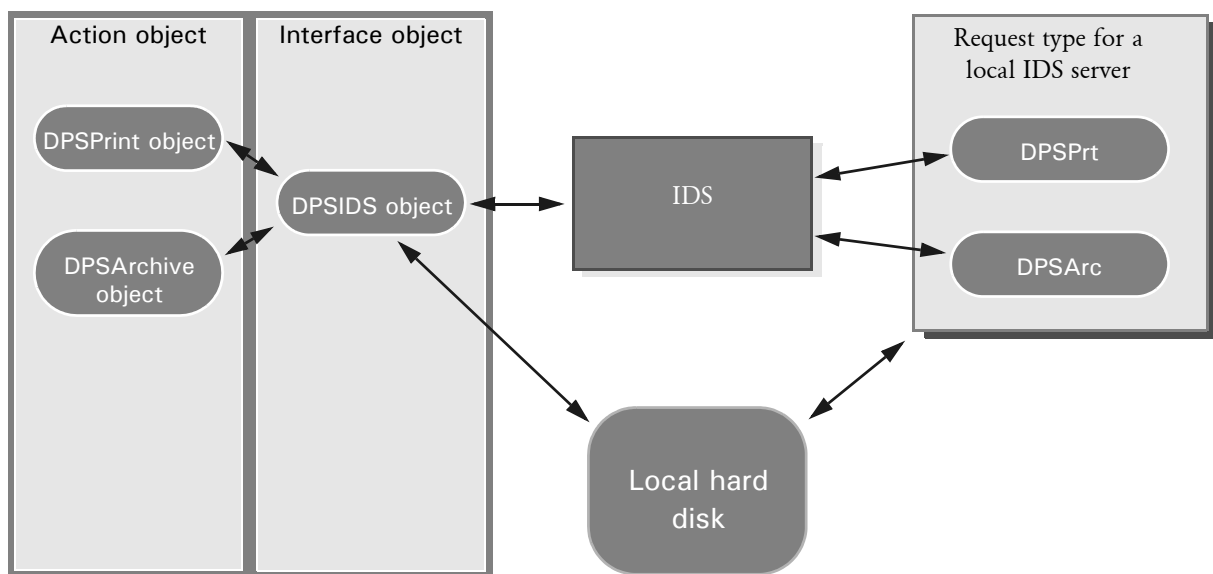 Action object
Interface object
Request type for a
local IDS server
DPSPrint object
DPSPrt
DPSIDS object
IDS
DPSArchive
object
DPSArc
Local hard
disk